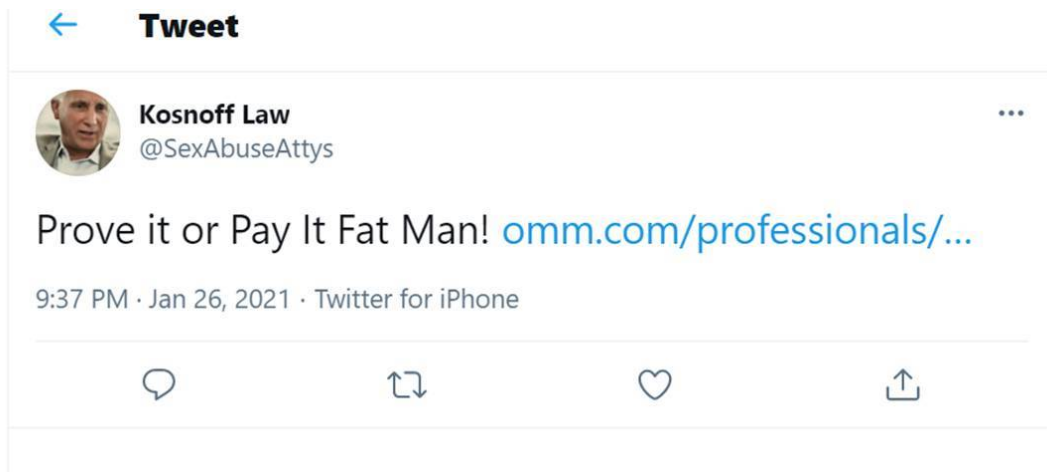 Tweet
Kosnoff Law
@SexAbuseAttys
Prove it or Pay It Fat Man! omm.com/professionals/...
9:37 PM · Jan 26, 2021 · Twitter for iPhone